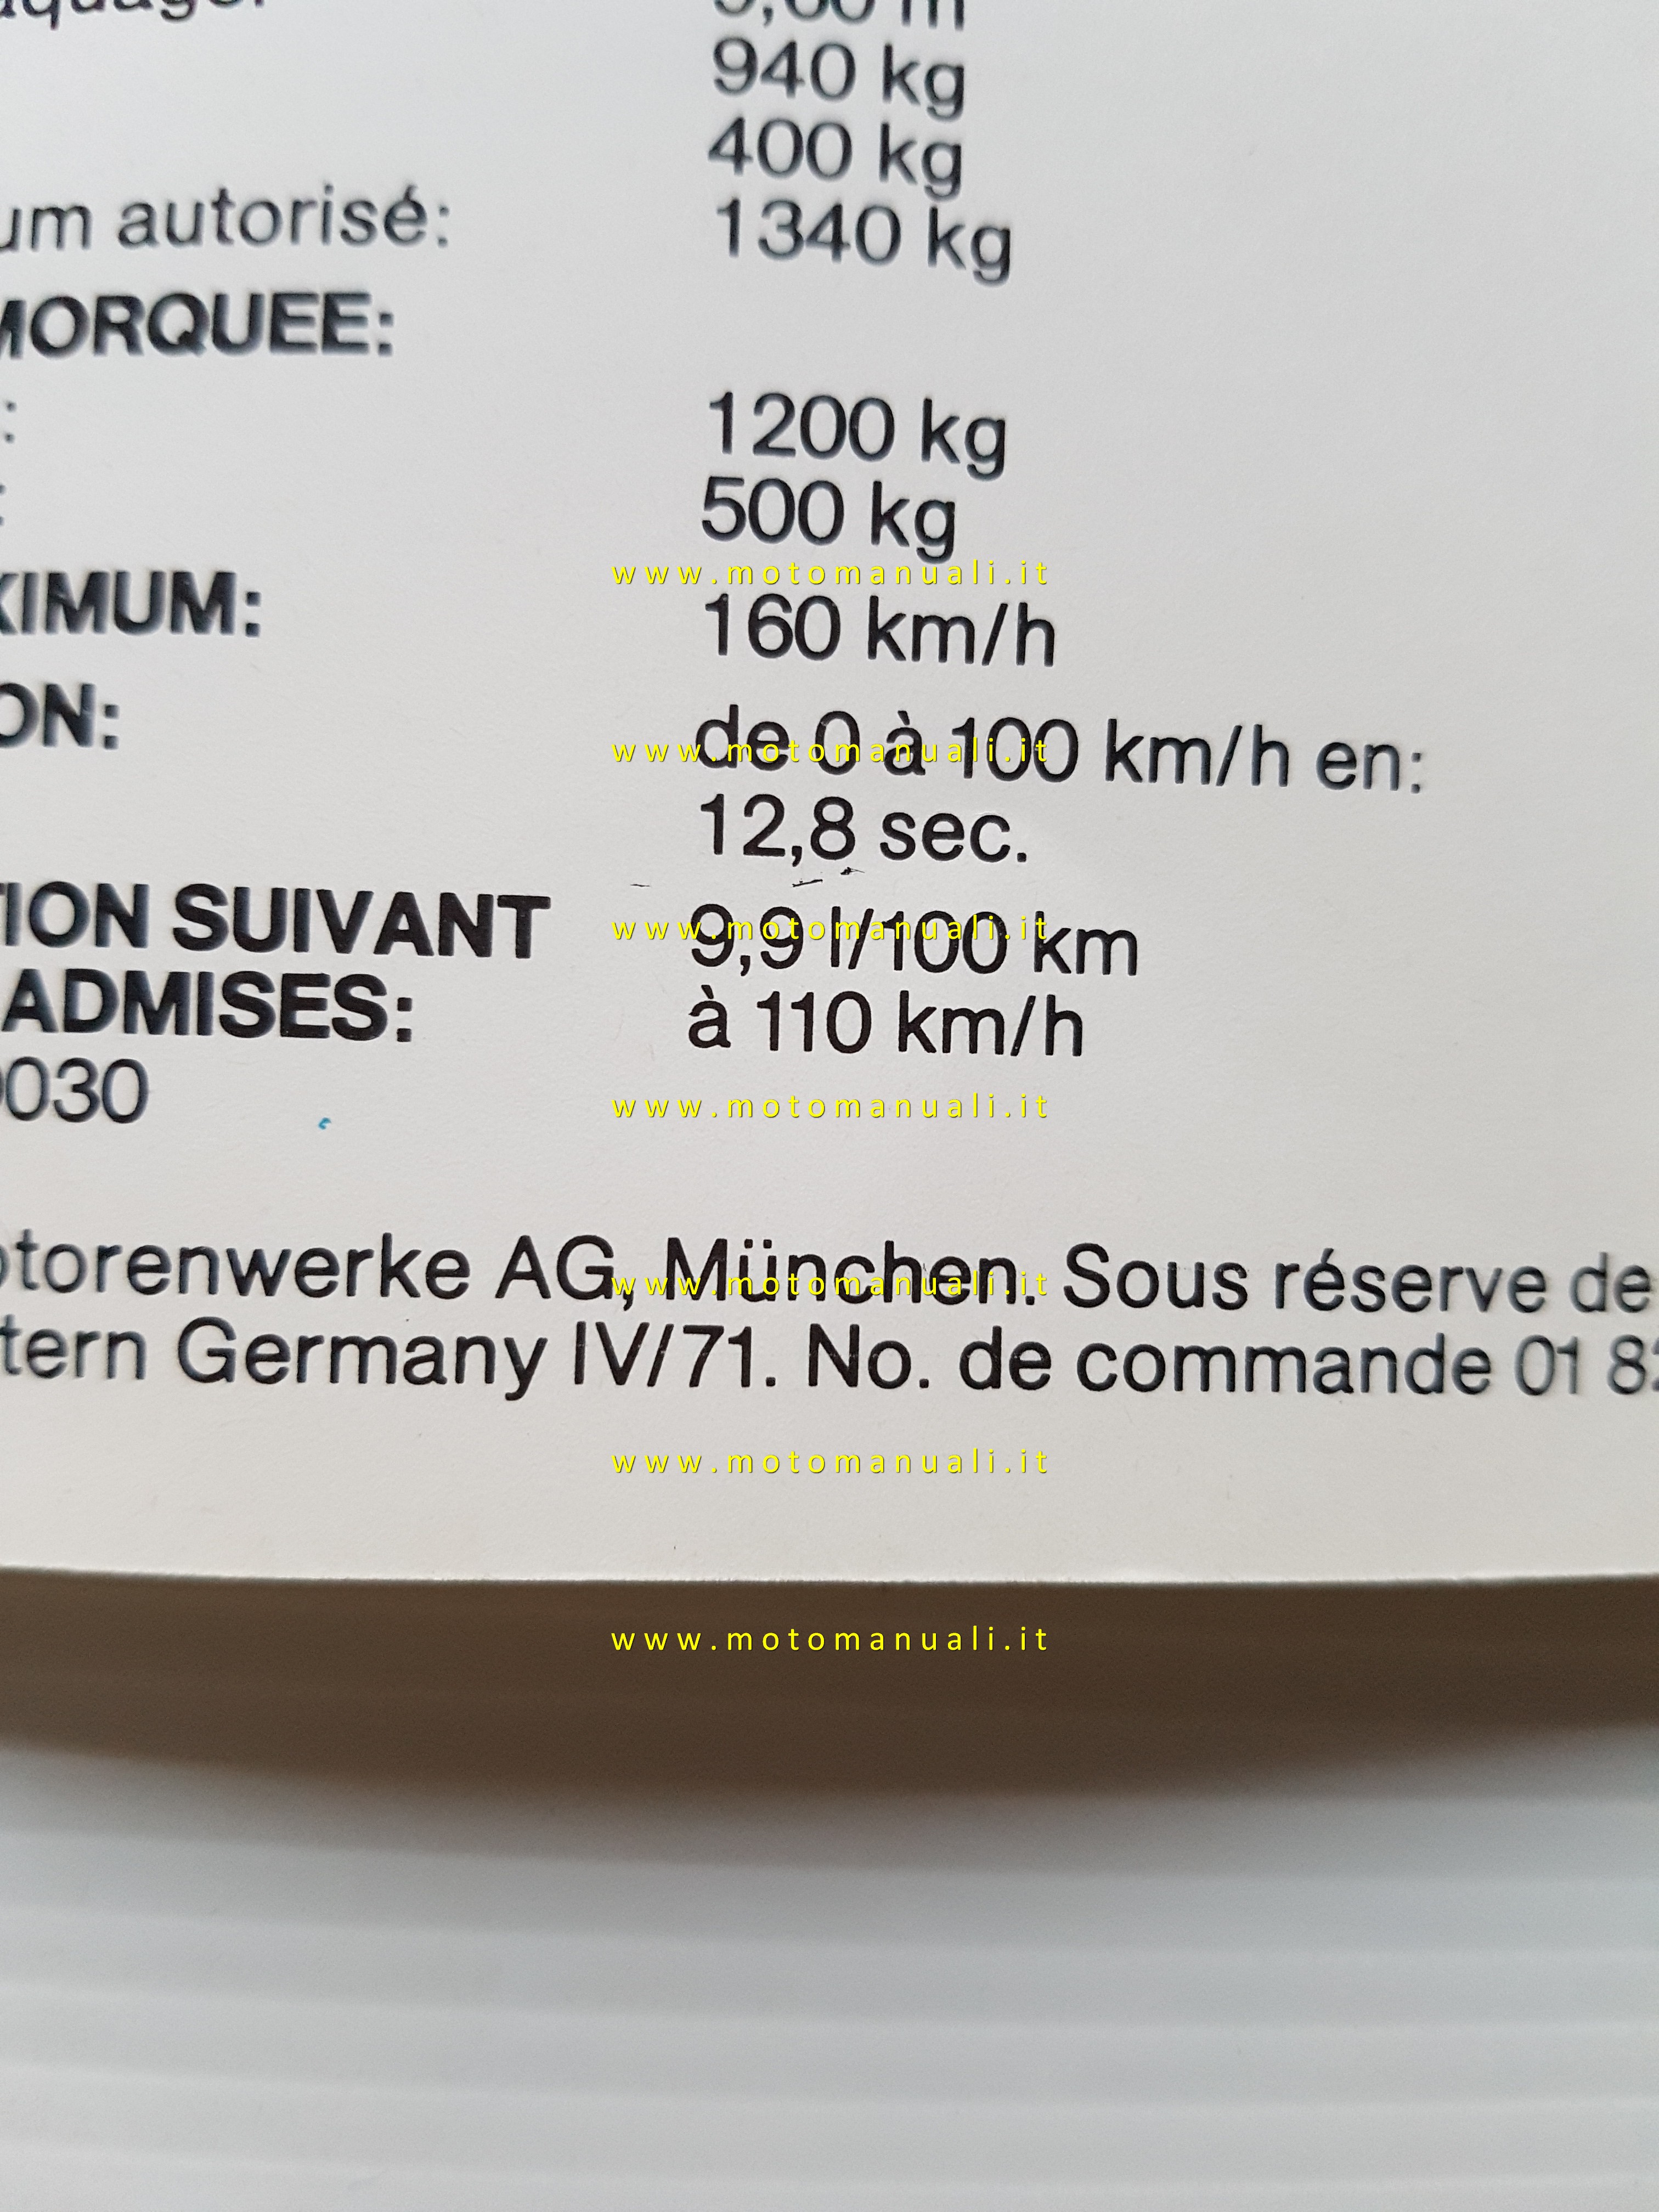 940 kg
400 kg
um autorisé: 1340 kg
MORQUEE:
: 1200 kg
: 500 kg
www.motomanuali.it
XIMUM: 160 km/h
ON: de 0 à 100 km/h en:
www.motomanuali.it
12,8 sec.
TION SUIVANT 9,9 l/100 km
www.motomanuali.it
ADMISES: à 110 km/h
0030
www.motomanuali.it
otorenwerke AG, München. Sous réserve de
www.motomanuali.it
tern Germany IV/71. No. de commande 01 82
www.motomanuali.it
www.motomanuali.it